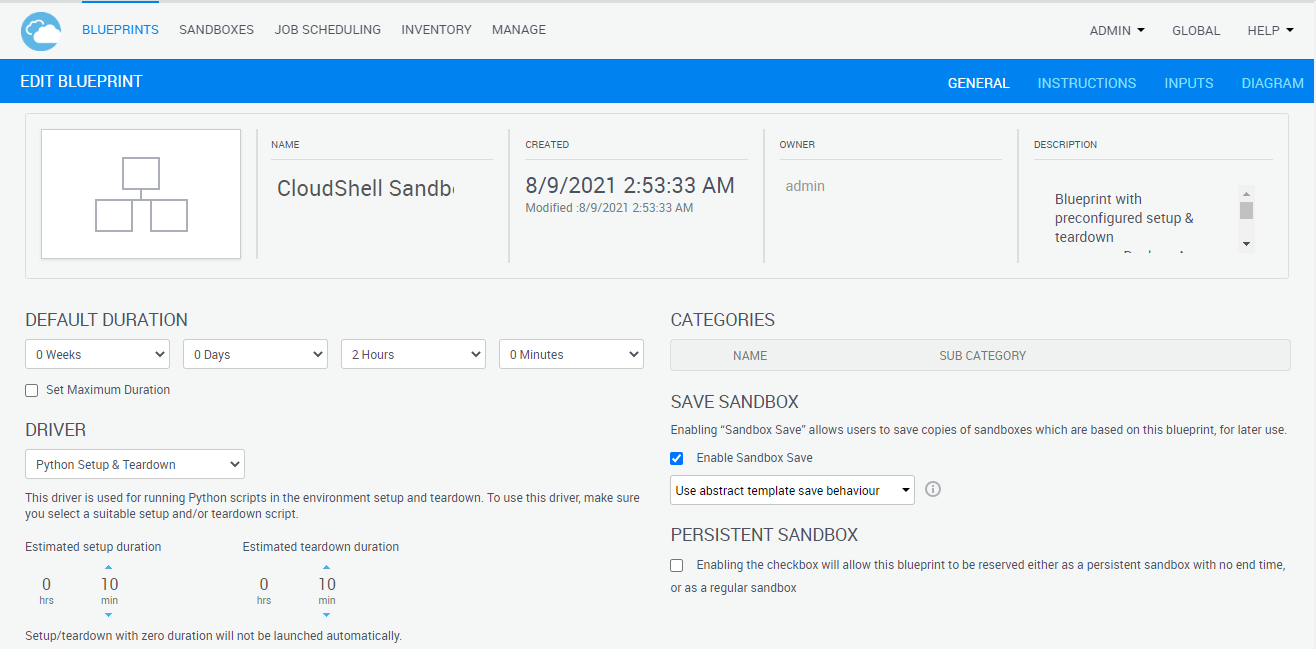 BLUEPRINTS SANDBOXES JOB SCHEDULING INVENTORY MANAGE ADMIN GLOBAL HELP
EDIT BLUEPRINT GENERAL INSTRUCTIONS INPUTS DIAGRAM
NAME
CloudShell Sandb
CREATED
8/9/2021 2:53:33 AM
Modified :8/9/2021 2:53:33 AM
OWNER
admin
DESCRIPTION
Blueprint with
preconfigured setup &
teardown
DEFAULT DURATION
0 Weeks 0 Days 2 Hours 0 Minutes
Set Maximum Duration
DRIVER
Python Setup & Teardown
This driver is used for running Python scripts in the environment setup and teardown. To use this driver, make sure
you select a suitable setup and/or teardown script.
Estimated setup duration Estimated teardown duration
0 10 0 10
hrs min hrs min
Setup/teardown with zero duration will not be launched automatically.
CATEGORIES
NAME SUB CATEGORY
SAVE SANDBOX
Enabling “Sandbox Save” allows users to save copies of sandboxes which are based on this blueprint, for later use.
Enable Sandbox Save
Use abstract template save behaviour
PERSISTENT SANDBOX
Enabling the checkbox will allow this blueprint to be reserved either as a persistent sandbox with no end time,
or as a regular sandbox